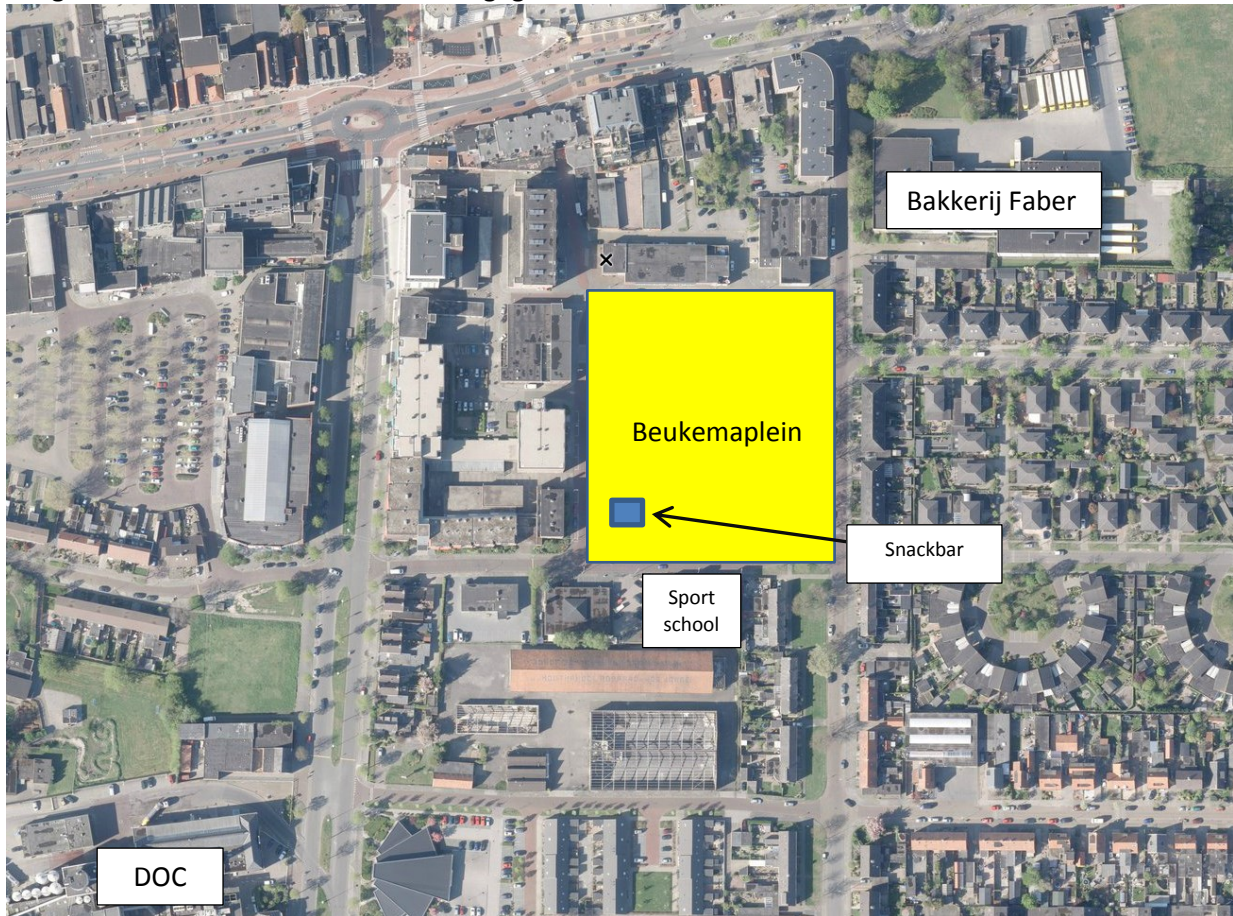 Bakkerij Faber
×
Beukemaplein
Snackbar
Sport
school
DOC